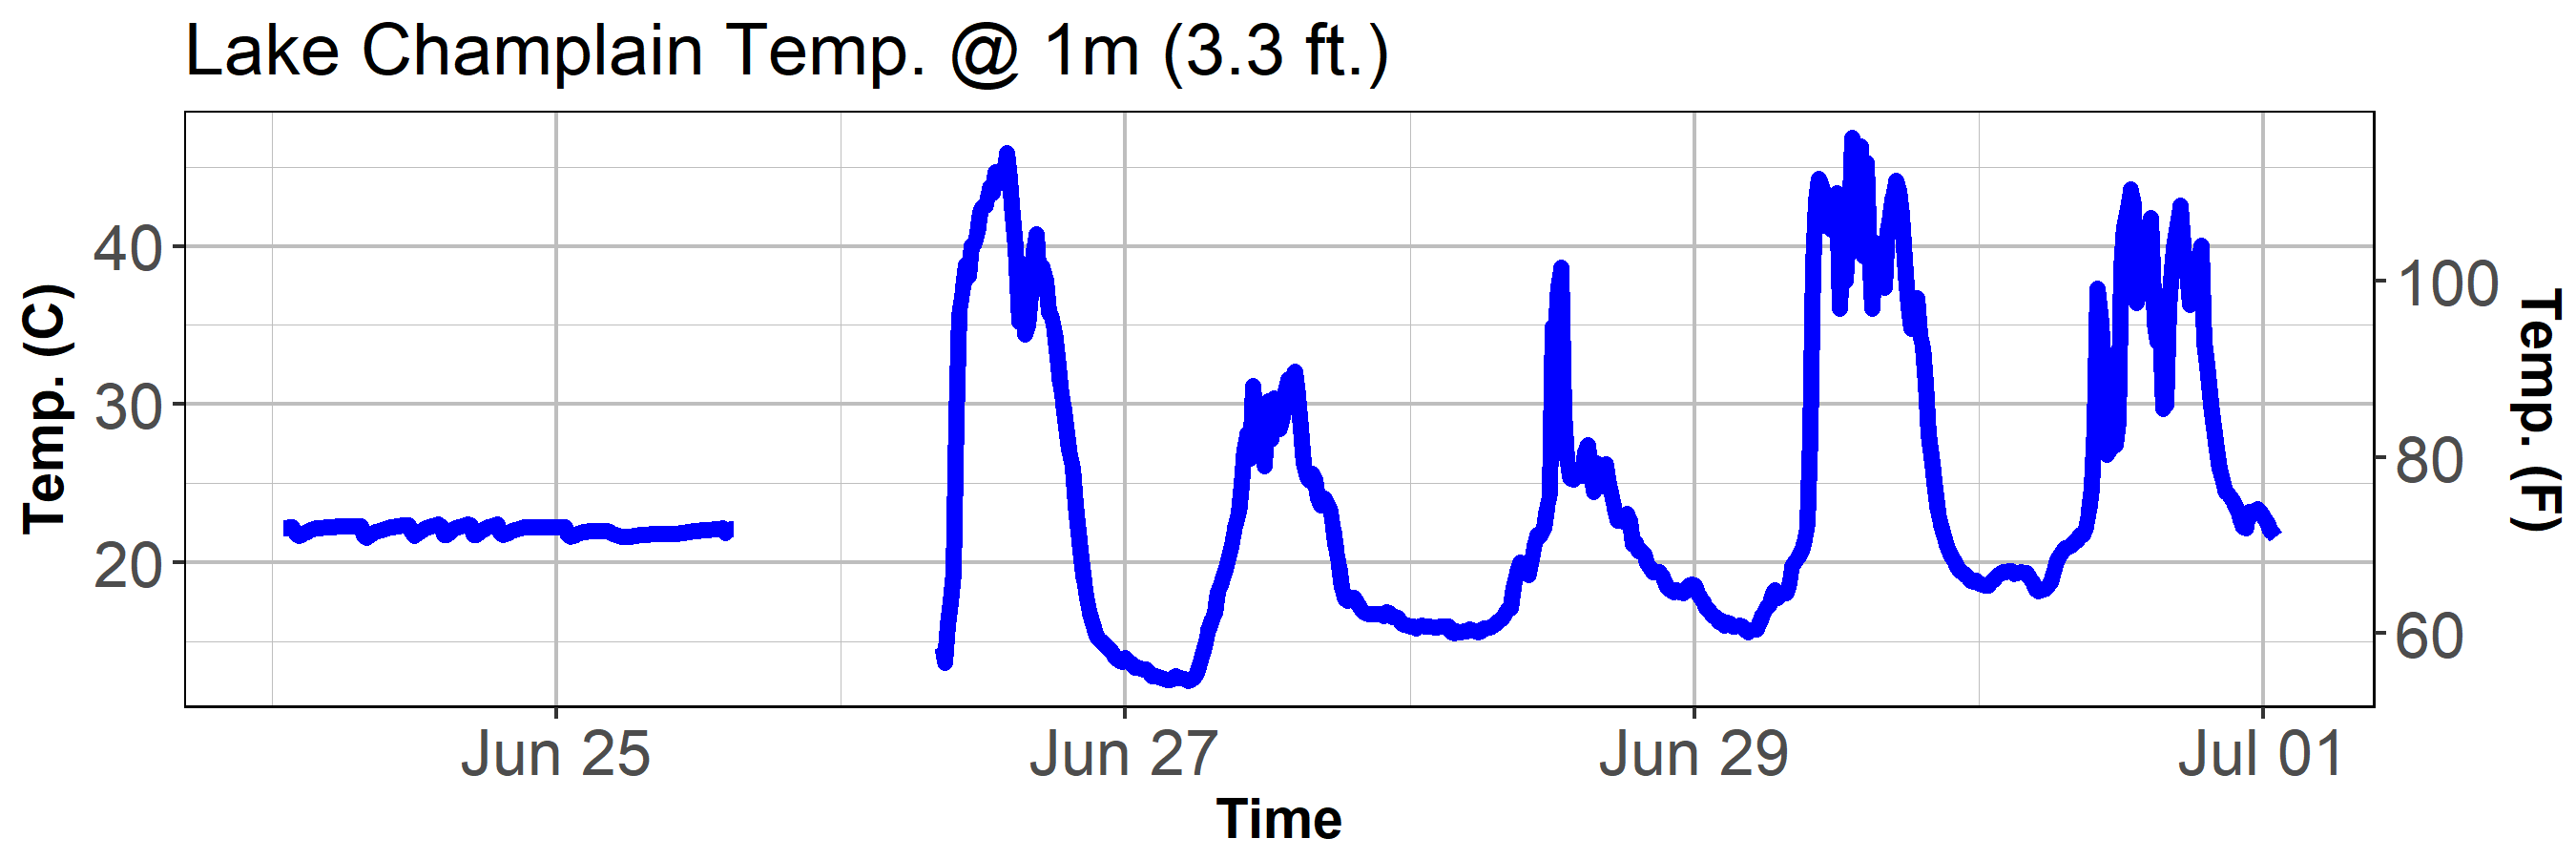 Lake Champlain Temp. @ 1m (3.3 ft.)
Temp. (C)
40
30
20
100
80
60
Temp. (F)
Jun 25
Jun 27
Jun 29
Jul 01
Time